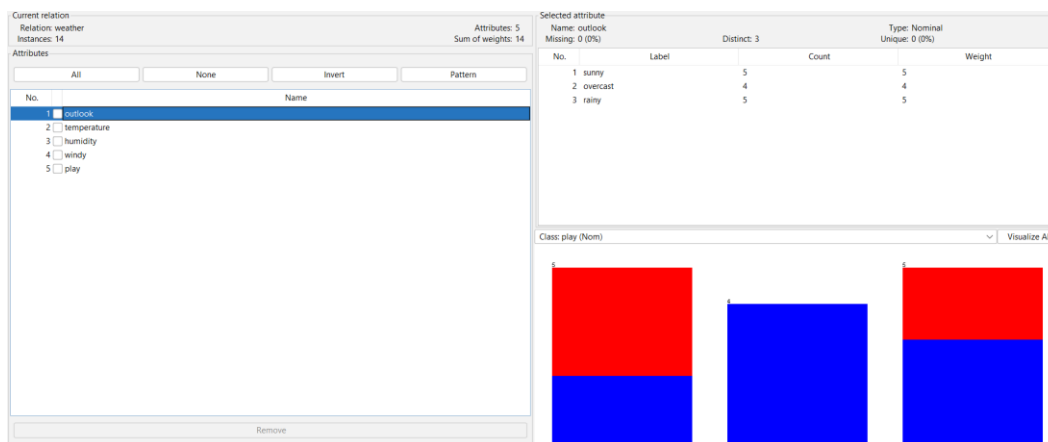 Current relation
Relation: weather
Attributes: 5
Instances: 14
Sum of weights: 14
Attributes
All
None
Invert
Pattern
No.
Name
1 outlook
2 temperature
3 humidity
4 windy
5 play
Remove
Selected attribute
Name: outlook
Type: Nominal
Missing: 0 (0%)
Distinct: 3
Unique: 0 (0%)
No. Label Count Weight
1 sunny 5 5
2 overcast 4 4
3 rainy 5 5
Class: play (Nom)
Visualize Al
5
4
5